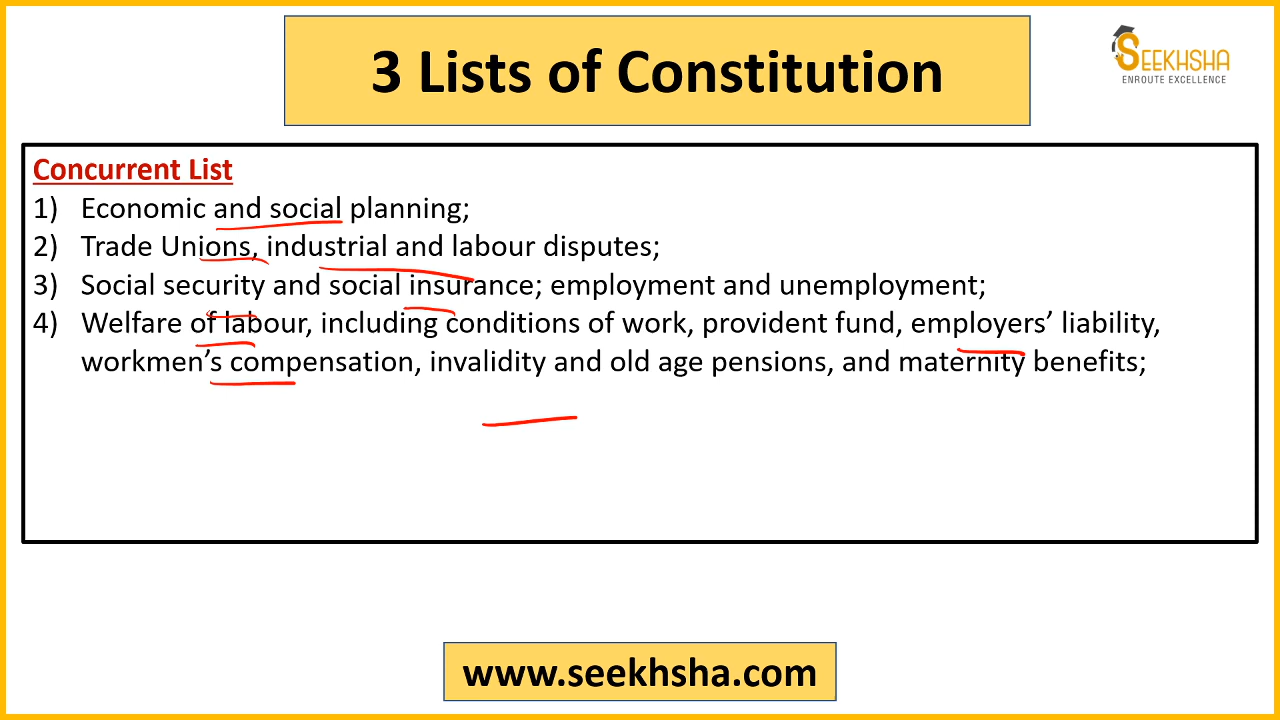 3 Lists of Constitution
SEEKHSHA
ENROUTE EXCELLENCE
Concurrent List
1) Economic and social planning;
2) Trade Unions, industrial and labour disputes;
3) Social security and social insurance; employment and unemployment;
4) Welfare of labour, including conditions of work, provident fund, employers’ liability,
workmen’s compensation, invalidity and old age pensions, and maternity benefits;
www.seekhsha.com